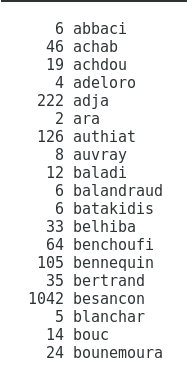 6 abbaci
46 achab
19 achdou
4 adeloro
222 adja
2 ara
126 authiat
8 auvray
12 baladi
6 balandraud
6 batakidis
33 belhiba
64 benchoufi
105 bennequin
35 bertrand
1042 besancon
5 blanchar
14 bouc
24 bounemoura